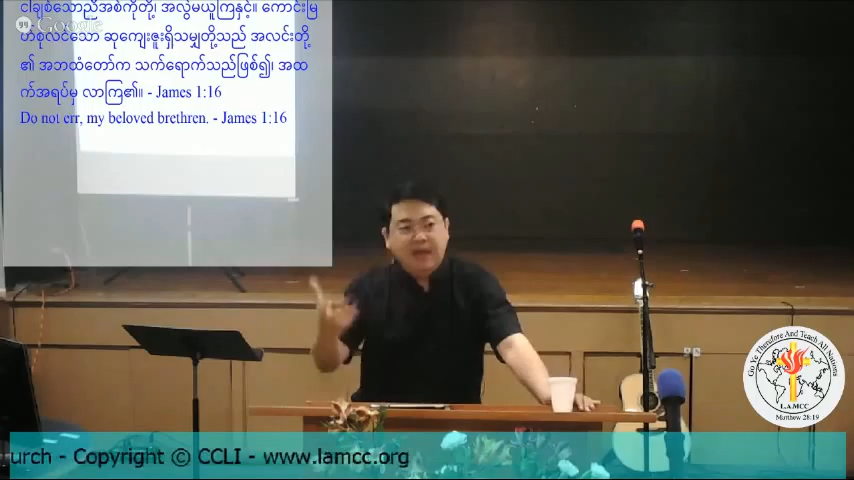 ငါချစ်သောညီအစ်ကိုတို့၊ အလွဲမယူကြနှင့်။ ကောင်းမြ
တ်စုံလင်သော ဆုကျေးဇူးရှိသမျှတို့သည် အလင်းတို့
၏ အဘထံတော်က သက်ရောက်သည်ဖြစ်၍၊ အထ
က်အရပ်မှ လာကြ၏။ - James 1:16
Do not err, my beloved brethren. - James 1:16
Go Ye Therefore And Teach All Nations
LAMCC
Matthew 28:19
urch - Copyright © CCLI - www.lamcc.org